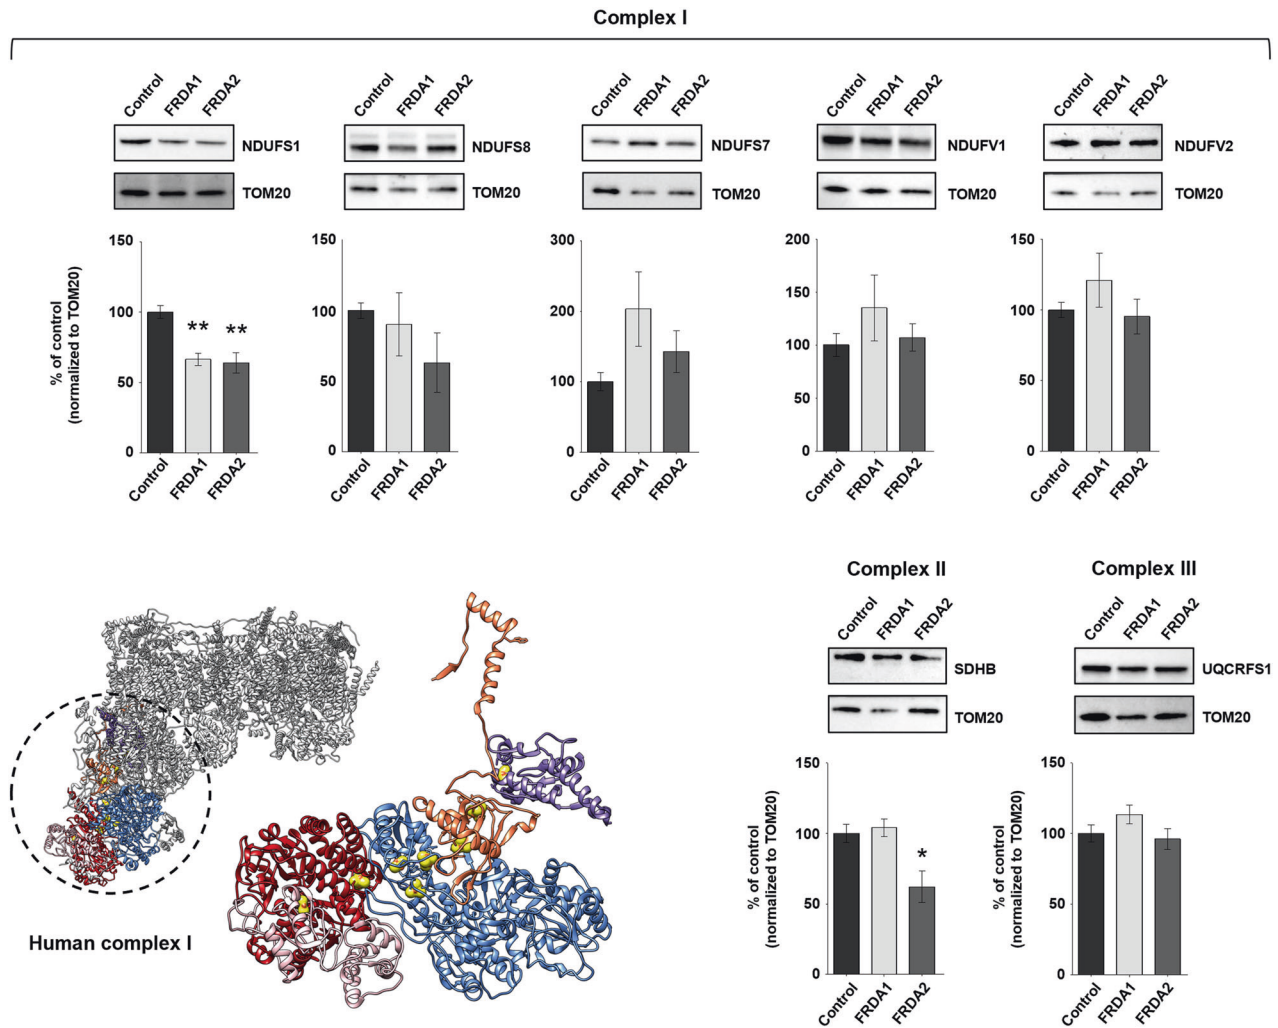 Complex I
Control FRDA1 FRDA2
NDUFS1
TOM20
Control FRDA1 FRDA2
NDUFS8
TOM20
Control FRDA1 FRDA2
NDUFS7
TOM20
Control FRDA1 FRDA2
NDUFV1
TOM20
Control FRDA1 FRDA2
NDUFV2
TOM20
% of control
(normalized to TOM20)
150
100
50
0
** **
Control FRDA1 FRDA2
150
100
50
0
Control FRDA1 FRDA2
300
200
100
0
Control FRDA1 FRDA2
200
150
100
50
0
Control FRDA1 FRDA2
150
100
50
0
Control FRDA1 FRDA2
Human complex I
Complex II
Control FRDA1 FRDA2
SDHB
TOM20
% of control
(normalized to TOM20)
150
100
50
0
*
Control FRDA1 FRDA2
Complex III
Control FRDA1 FRDA2
UQCRFS1
TOM20
% of control
(normalized to TOM20)
150
100
50
0
Control FRDA1 FRDA2